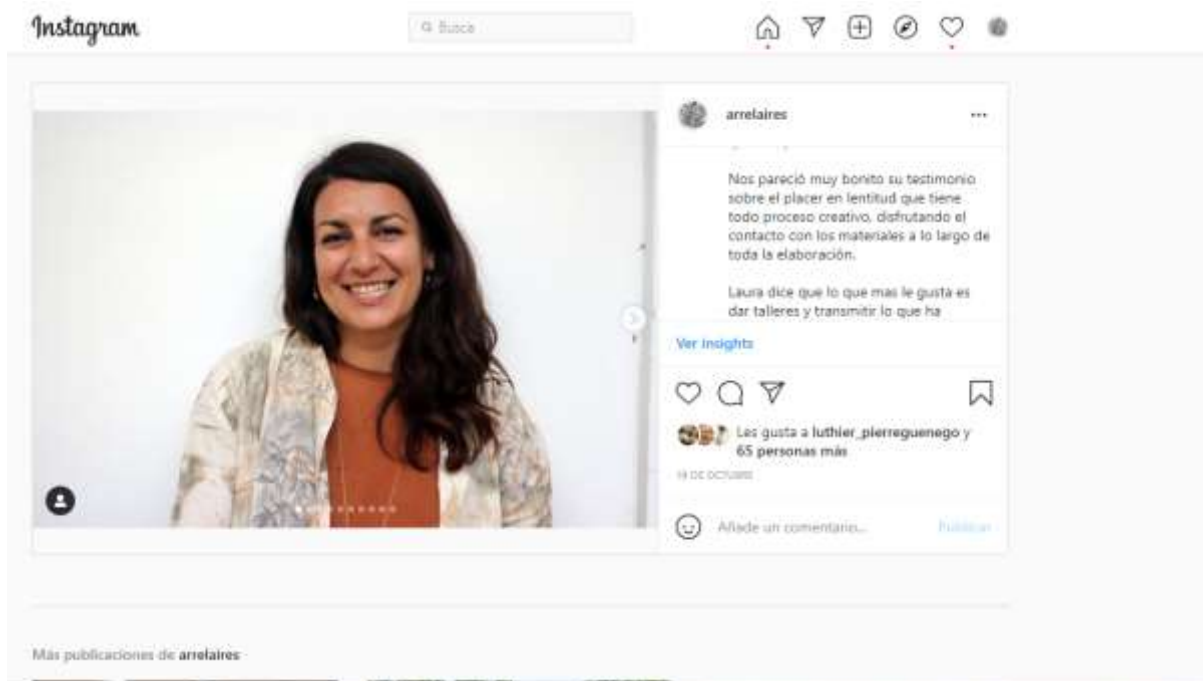 Instagram
Busca
arrelaires
Nos pareció muy bonito su testimonio
sobre el placer en lentitud que tiene
todo proceso creativo, disfrutando el
contacto con los materiales a lo largo de
toda la elaboración.
Laura dice que lo que mas le gusta es
dar talleres y transmitir lo que ha
Ver insights
Les gusta a luthier_pierreguenego y
65 personas más
19 DE OCTUBRE
Añade un comentario...
Publicar
Más publicaciones de arrelaires